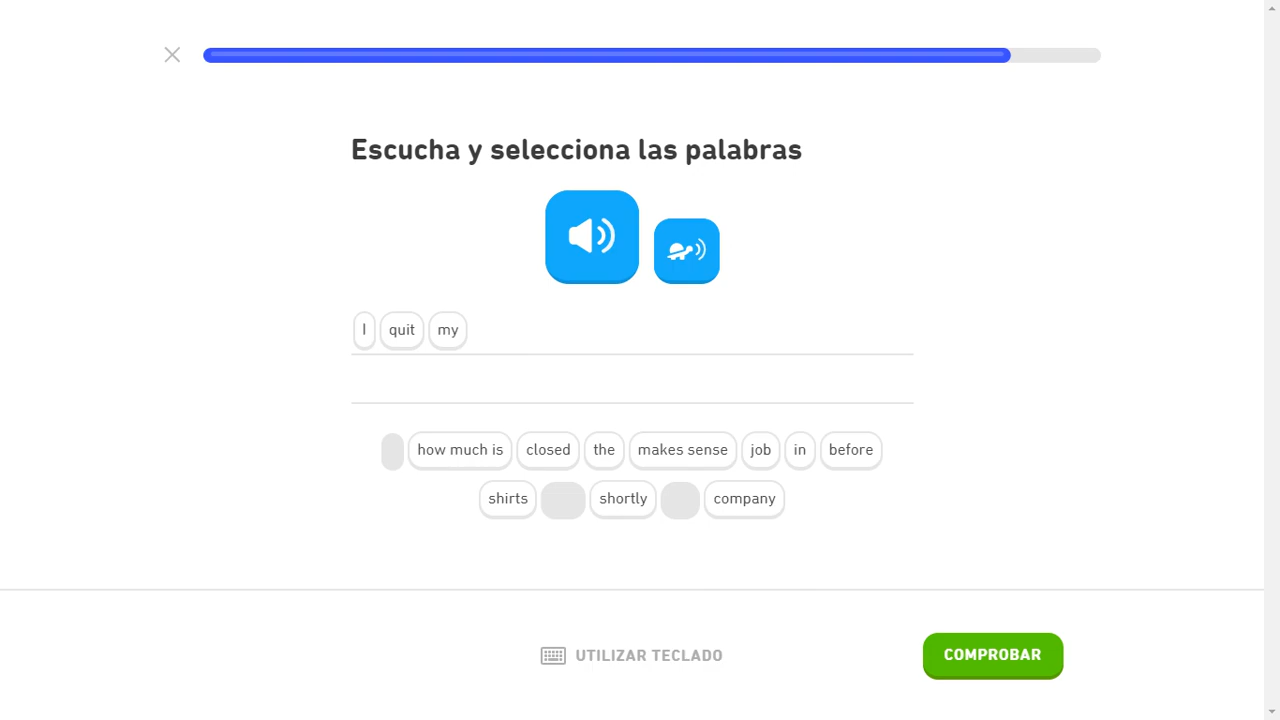 Escucha y selecciona las palabras
I quit my
how much is closed the makes sense job in before
shirts shortly company
UTILIZAR TECLADO COMPROBAR